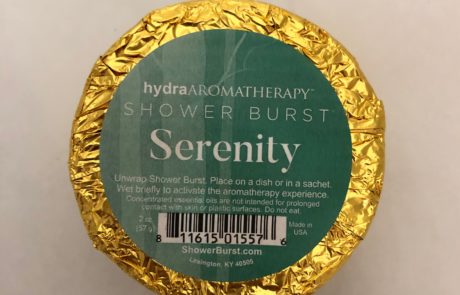 hydraAROMATHERAPY™
SHOWER BURST™
Serenity
Unwrap Shower Burst. Place on a dish or in a sachet.
Wet briefly to activate the aromatherapy experience.
Concentrated essential oils are not intended for prolonged
contact with skin or plastic surfaces. Do not eat.
2 oz.
(57 g)
Made in
USA
8 11615 01557 6
ShowerBurst.com
Lexington, KY 40505